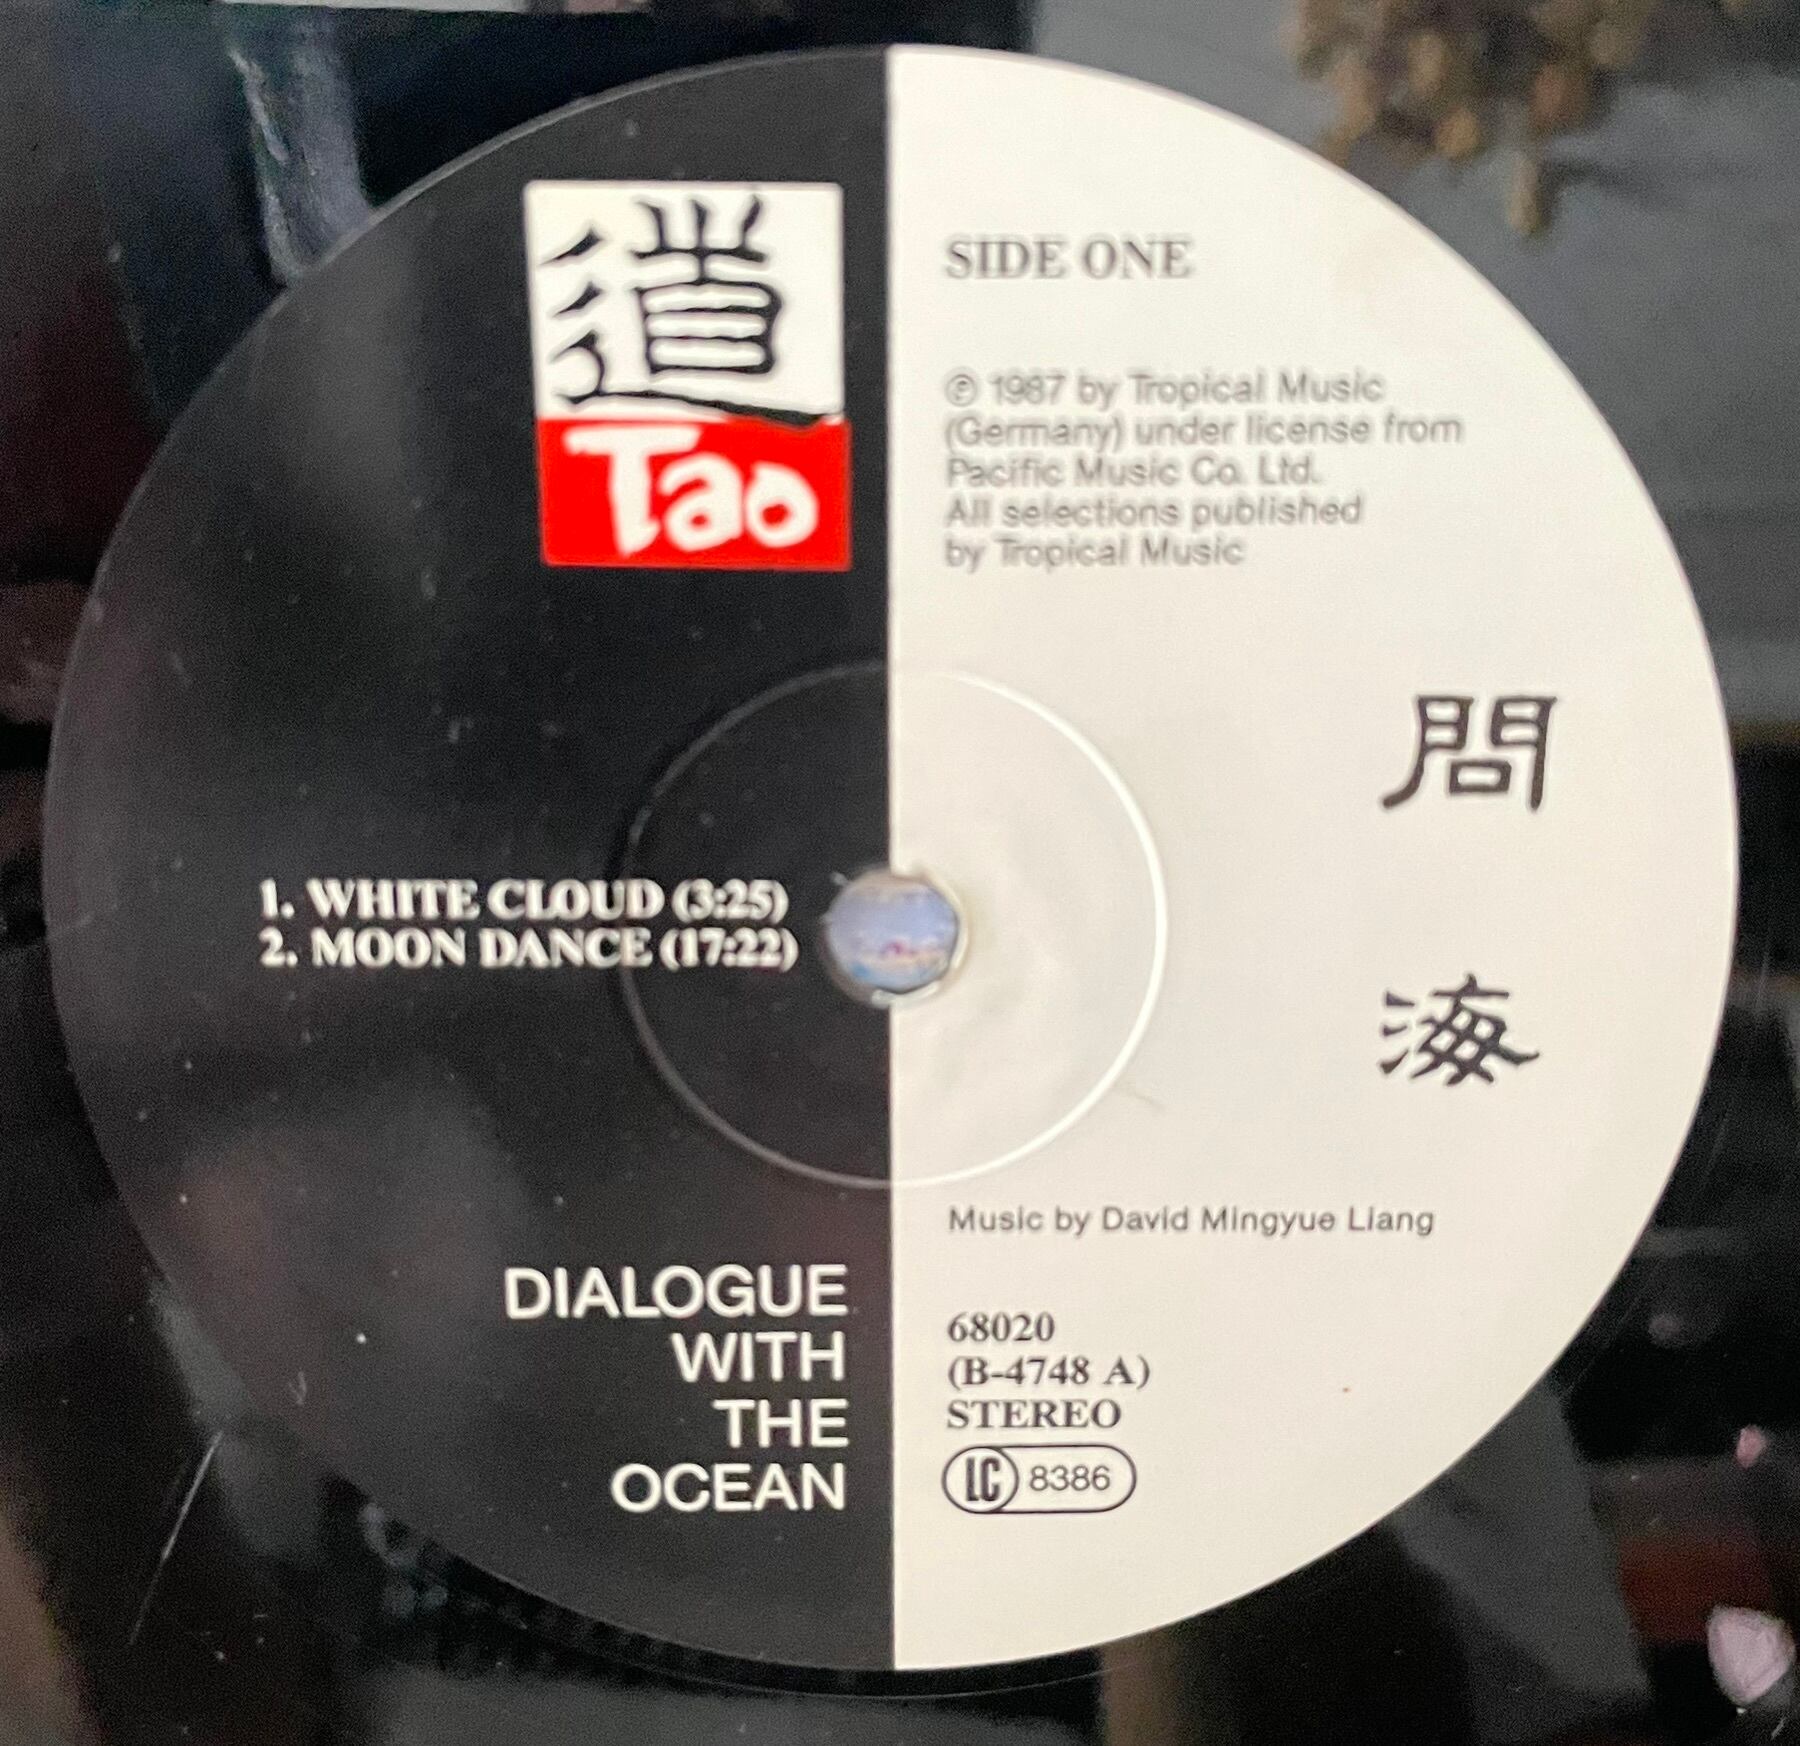 道
Tao
SIDE ONE
℗ 1987 by Tropical Music
(Germany) under license from
Pacific Music Co. Ltd.
All selections published
by Tropical Music
問
海
1. WHITE CLOUD (3:25)
2. MOON DANCE (17:22)
Music by David Mingyue Liang
DIALOGUE
WITH
THE
OCEAN
68020
(B-4748 A)
STEREO
LC 8386